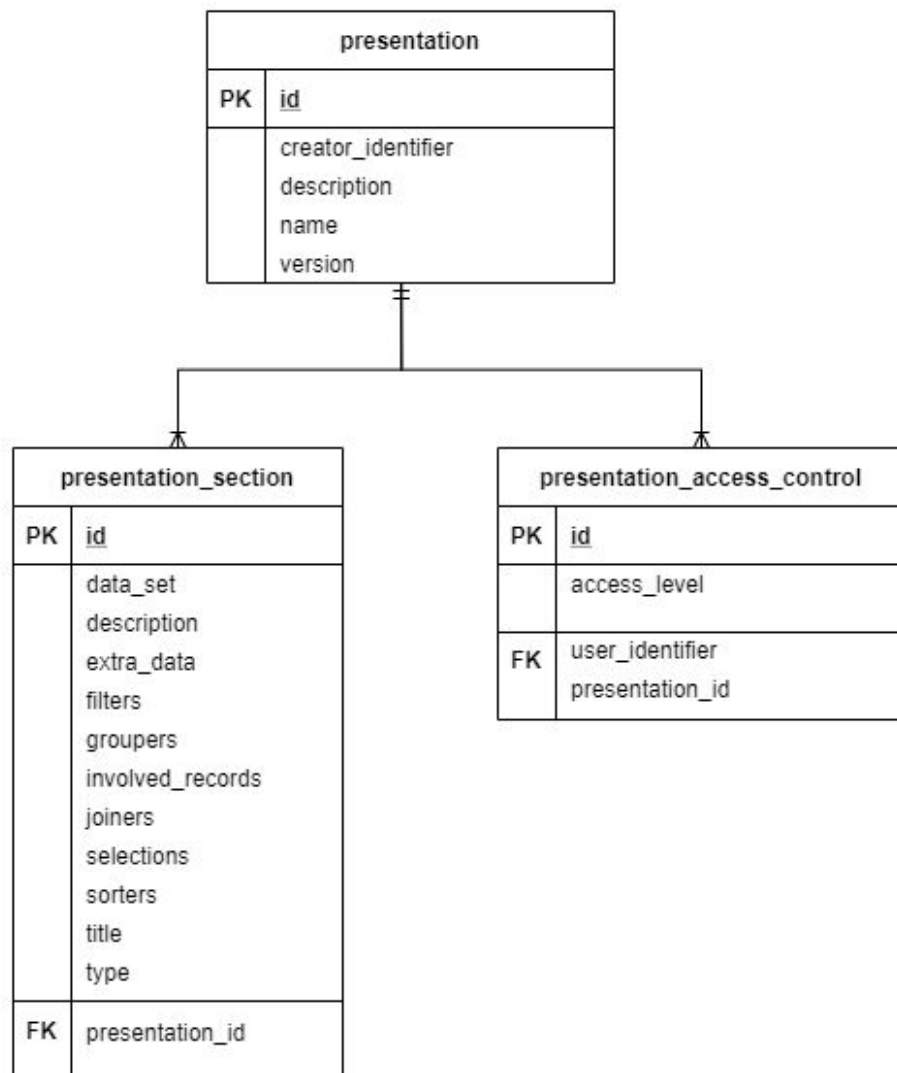 presentation
PK id
creator_identifier
description
name
version
presentation_section
PK id
data_set
description
extra_data
filters
groupers
involved_records
joiners
selections
sorters
title
type
FK presentation_id
presentation_access_control
PK id
access_level
FK user_identifier
presentation_id